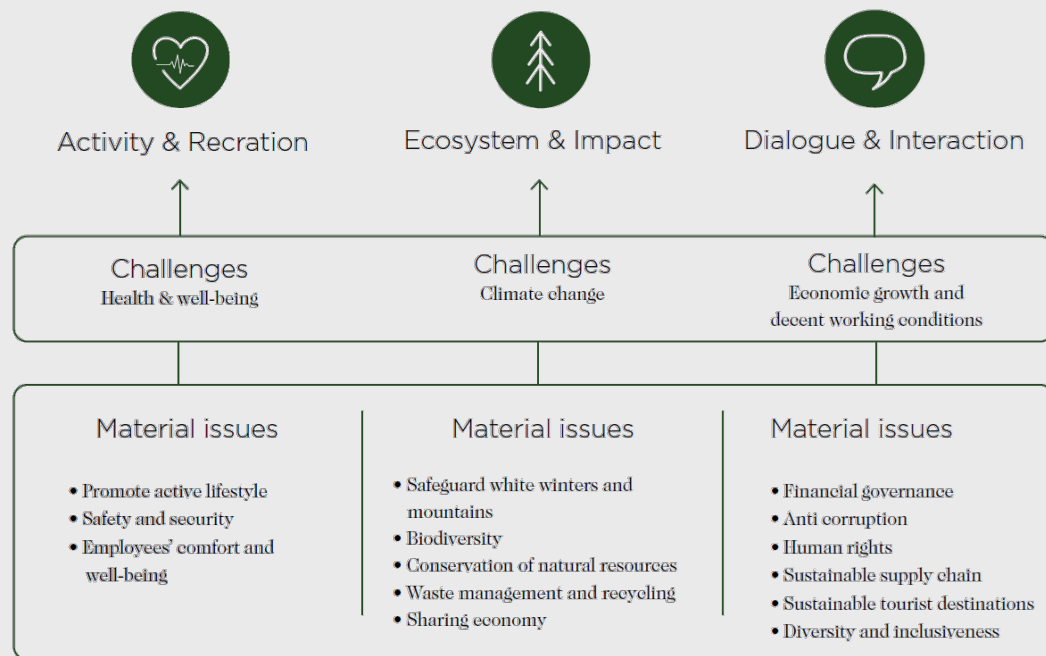 Activity & Recration
Ecosystem & Impact
Dialogue & Interaction
Challenges
Health & well-being
Challenges
Climate change
Challenges
Economic growth and
decent working conditions
Material issues
• Promote active lifestyle
• Safety and security
• Employees’ comfort and
well-being
Material issues
• Safeguard white winters and
mountains
• Biodiversity
• Conservation of natural resources
• Waste management and recycling
• Sharing economy
Material issues
• Financial governance
• Anti corruption
• Human rights
• Sustainable supply chain
• Sustainable tourist destinations
• Diversity and inclusiveness